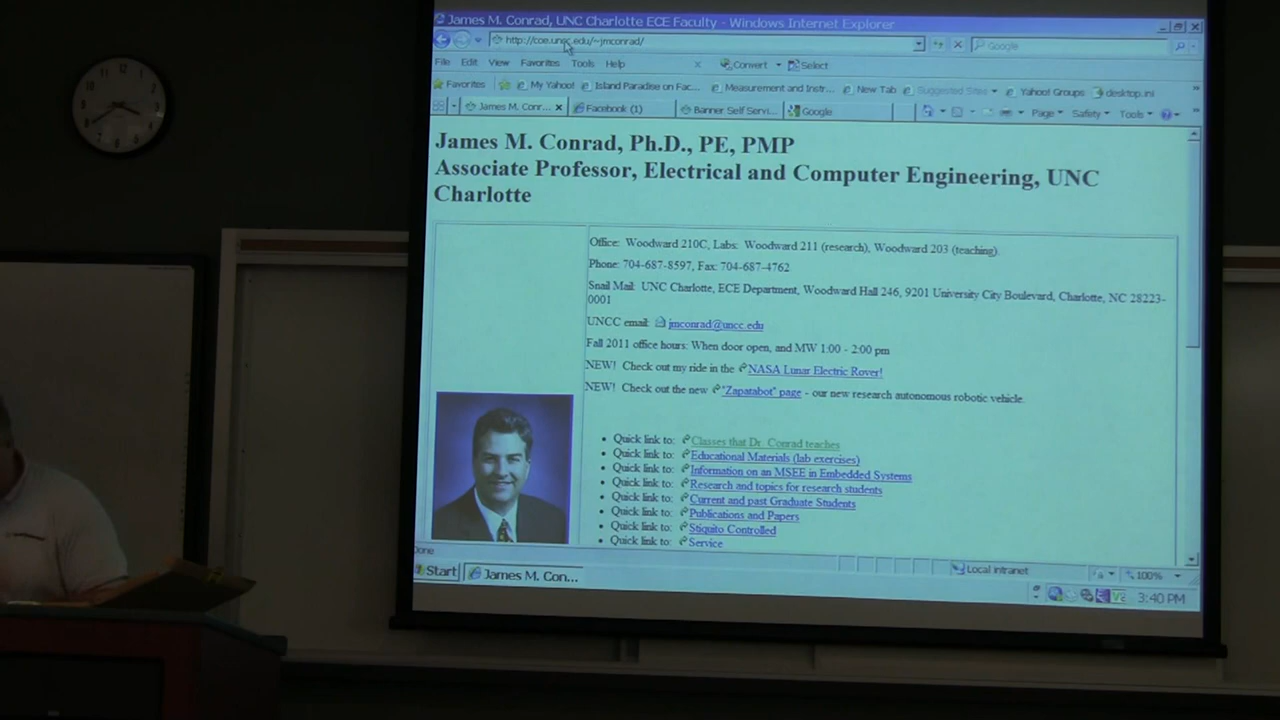 James M. Conrad, UNC Charlotte ECE Faculty - Windows Internet Explorer
http://coe.uncc.edu/~jmconrad/
Google
File Edit View Favorites Tools Help
Convert Select
Favorites My Yahoo! Island Paradise on Fac... Measurement and Instr... New Tab Suggested Sites Yahoo! Groups desktop.ini
James M. Conr... Facebook (1) Banner Self Servi... Google
Page Safety Tools
James M. Conrad, Ph.D., PE, PMP
Associate Professor, Electrical and Computer Engineering, UNC
Charlotte
Office: Woodward 210C, Labs: Woodward 211 (research), Woodward 203 (teaching).
Phone: 704-687-8597, Fax: 704-687-4762
Snail Mail: UNC Charlotte, ECE Department, Woodward Hall 246, 9201 University City Boulevard, Charlotte, NC 28223-
0001
UNCC email: jmconrad@uncc.edu
Fall 2011 office hours: When door open, and MW 1:00 - 2:00 pm
NEW! Check out my ride in the NASA Lunar Electric Rover!
NEW! Check out the new "Zapatabot" page - our new research autonomous robotic vehicle.
Quick link to: Classes that Dr. Conrad teaches
Quick link to: Educational Materials (lab exercises)
Quick link to: Information on an MSEE in Embedded Systems
Quick link to: Research and topics for research students
Quick link to: Current and past Graduate Students
Quick link to: Publications and Papers
Quick link to: Stiquito Controlled
Quick link to: Service
Done
Local intranet
100%
Start James M. Con...
3:40 PM